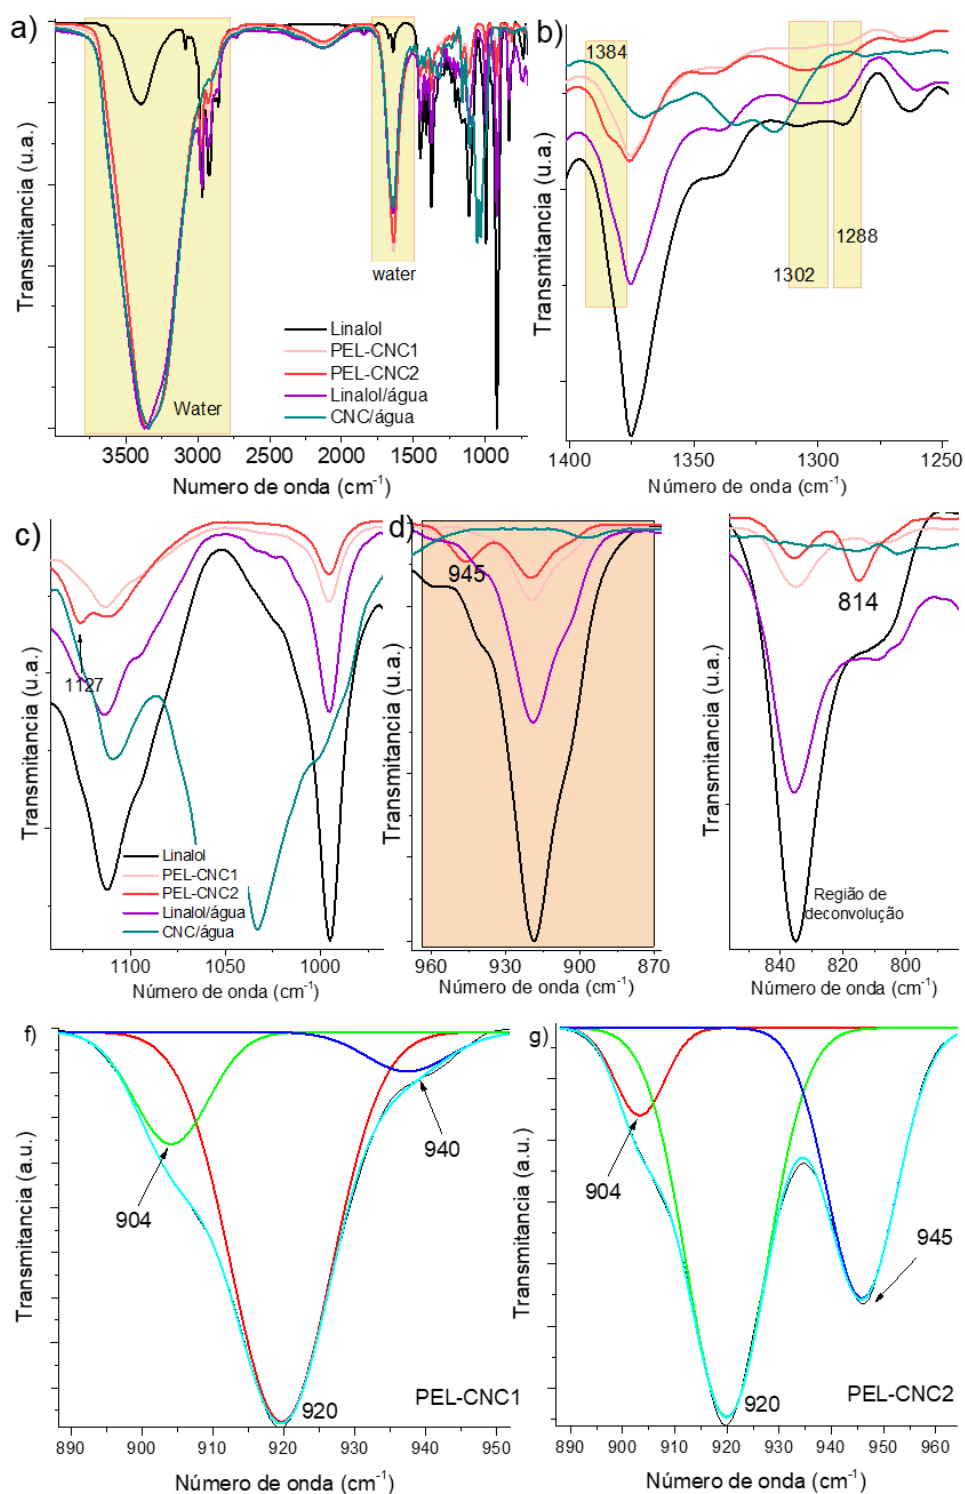 a)
Transmitancia (u.a.)
Water
water
Linalol
PEL-CNC1
PEL-CNC2
Linalol/água
CNC/água
3500 3000 2500 2000 1500 1000
Numero de onda (cm⁻¹)
b)
Transmitancia (u.a.)
1384
1302
1288
1400 1350 1300 1250
Número de onda (cm⁻¹)
c)
Transmitancia (u.a.)
1127
Linalol
PEL-CNC1
PEL-CNC2
Linalol/água
CNC/água
1100 1050 1000
Número de onda (cm⁻¹)
d)
Transmitancia (u.a.)
945
960 930 900 870
Número de onda (cm⁻¹)
Transmitancia (u.a.)
814
Região de
deconvolução
840 820 800
Número de onda (cm⁻¹)
f)
Transmitancia (a.u.)
904
940
920
PEL-CNC1
890 900 910 920 930 940 950
Número de onda (cm⁻¹)
g)
Transmitancia (a.u.)
904
945
920
PEL-CNC2
890 900 910 920 930 940 950 960
Número de onda (cm⁻¹)